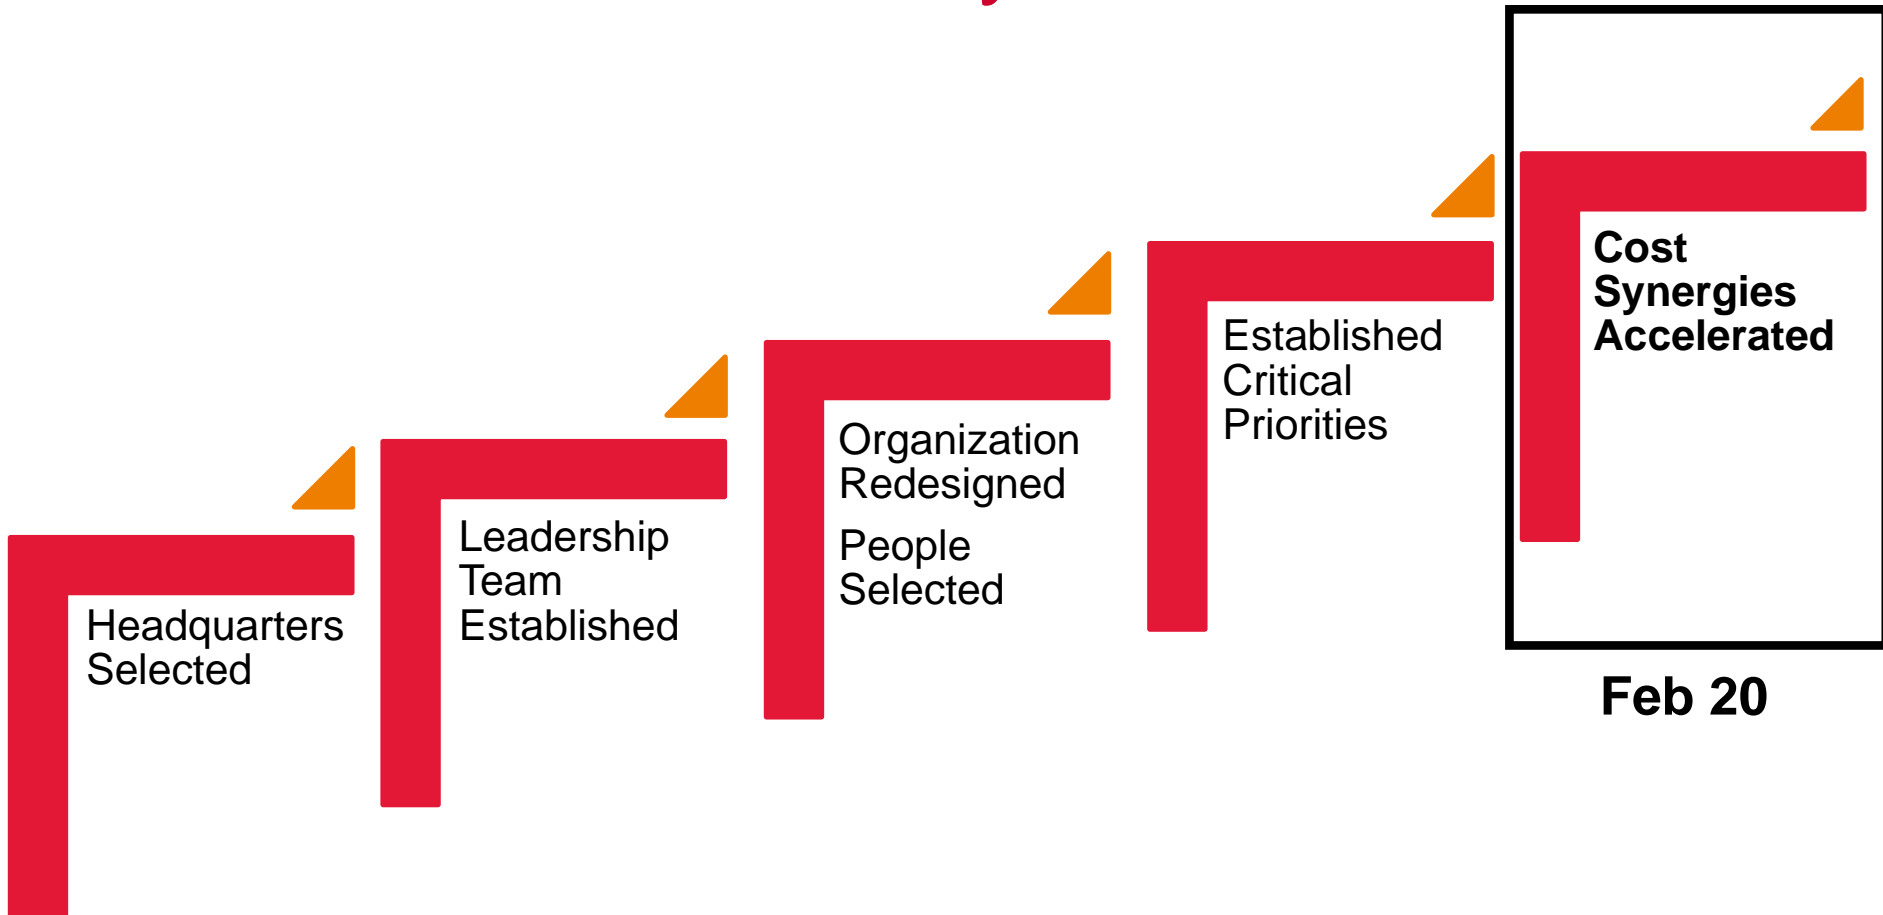 Headquarters
Selected
Leadership
Team
Established
Organization
Redesigned
People
Selected
Established
Critical
Priorities
Cost
Synergies
Accelerated
Feb 20